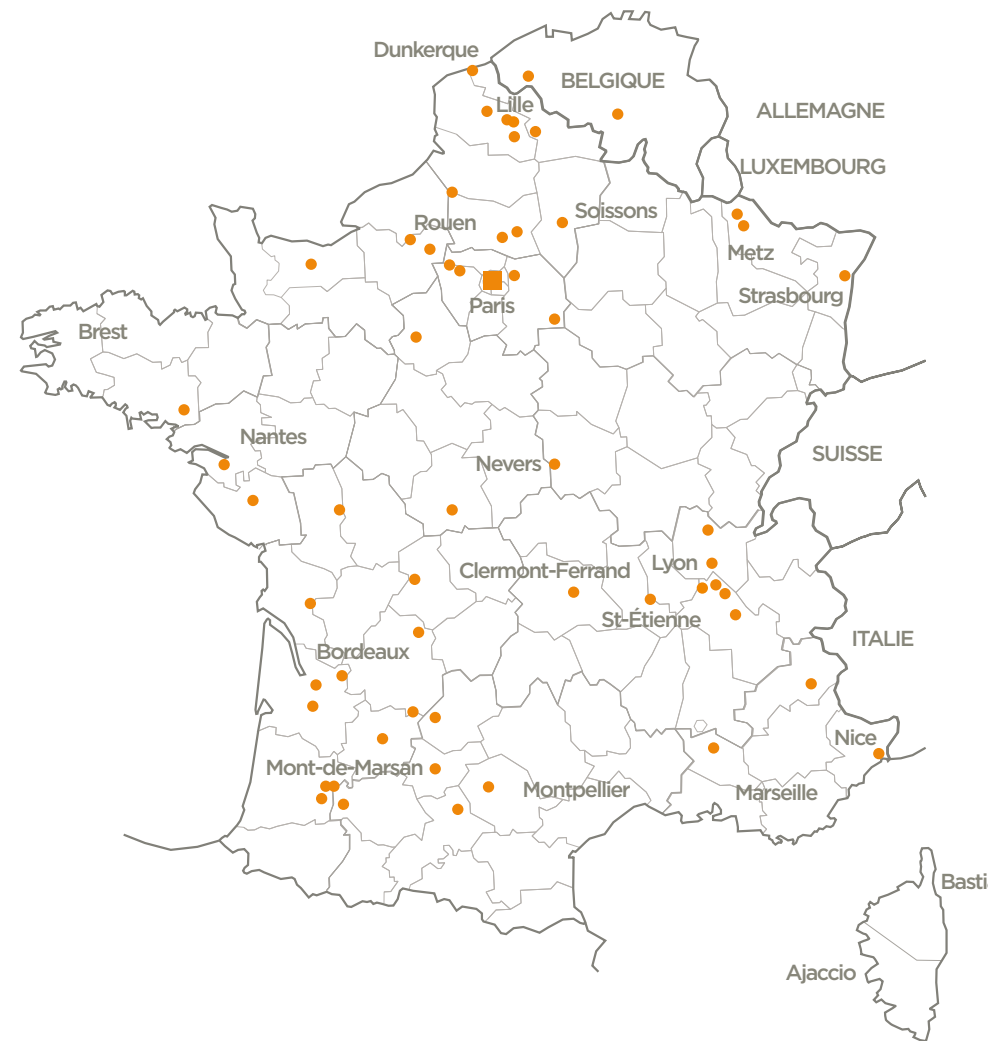 Dunkerque
BELGIQUE
Lille
ALLEMAGNE
LUXEMBOURG
Soissons
Rouen
Metz
Strasbourg
Paris
Brest
Nantes
SUISSE
Nevers
Lyon
Clermont-Ferrand
St-Étienne
ITALIE
Bordeaux
Nice
Mont-de-Marsan
Montpellier
Marseille
Basti
Ajaccio